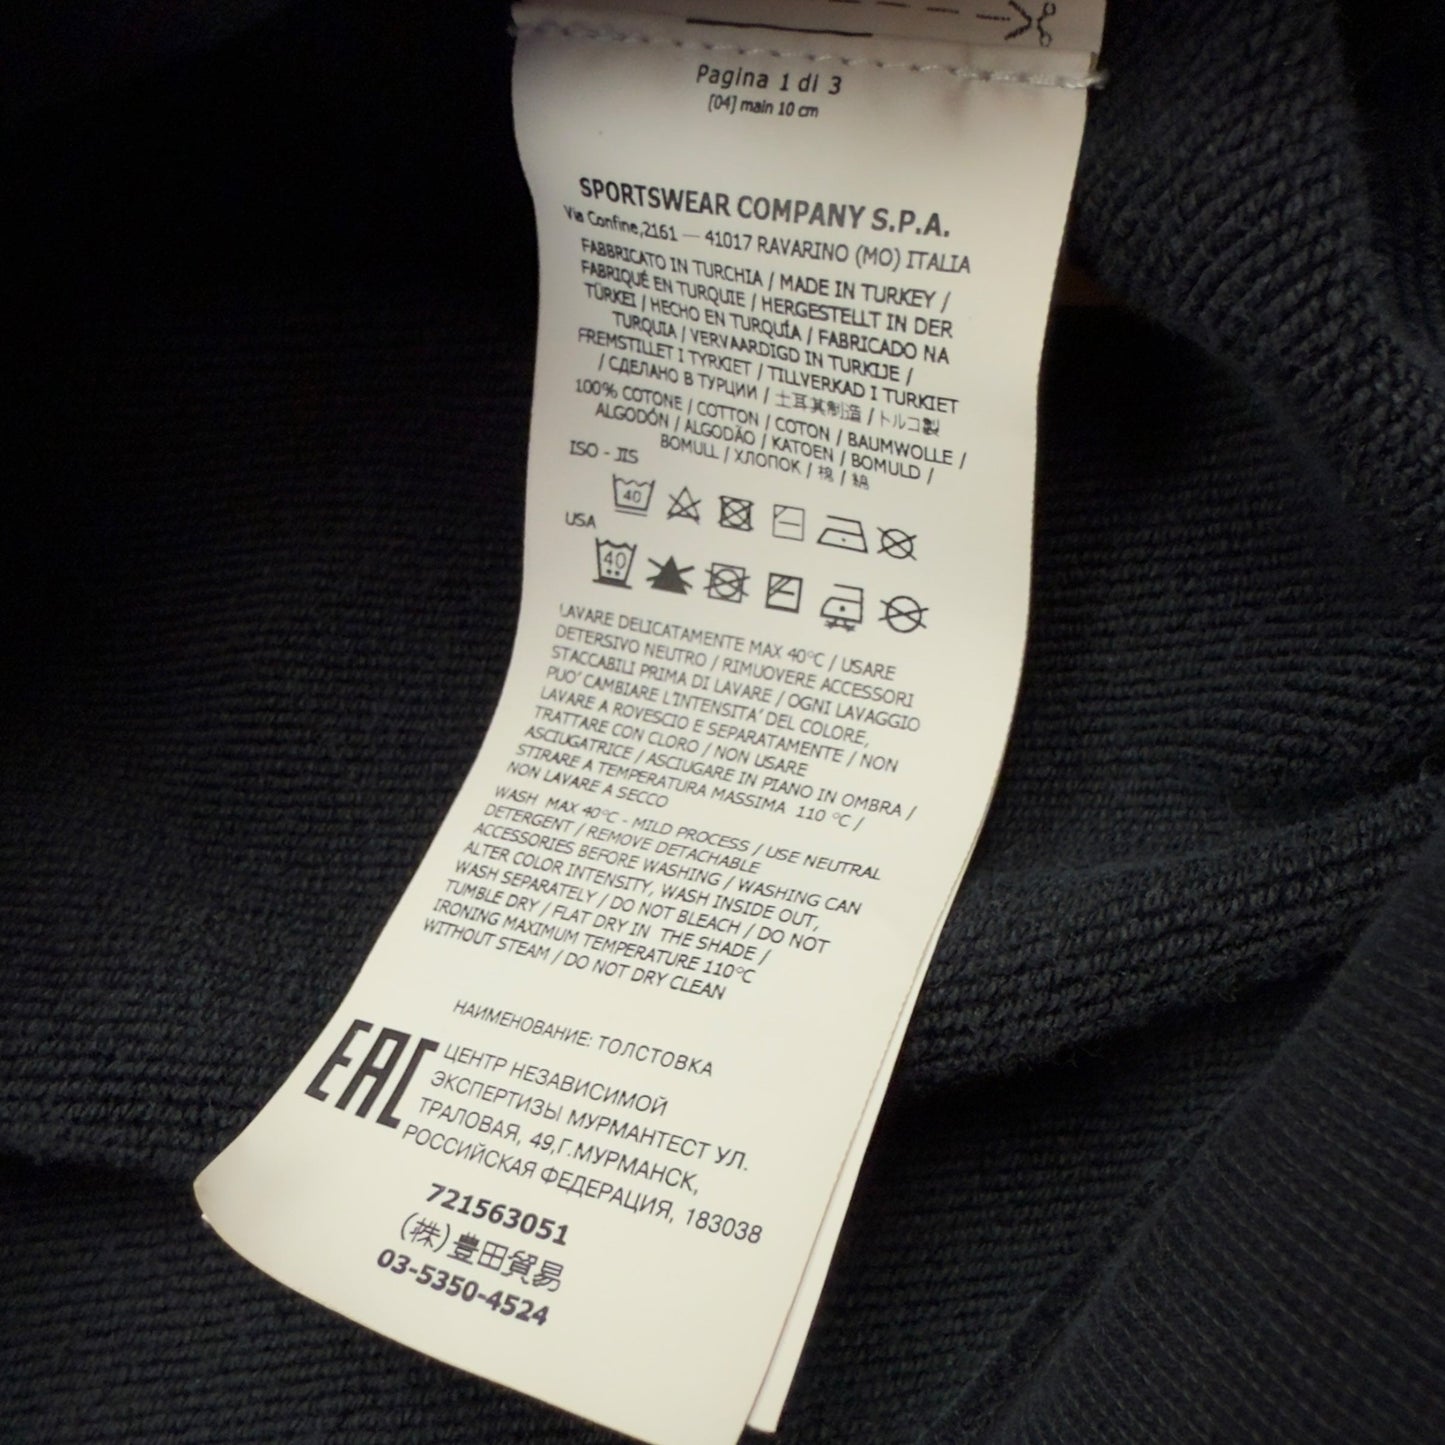 Pagina 1 di 3
[04] main 10 cm
SPORTSWEAR COMPANY S.P.A.
Via Confine,2161 — 41017 RAVARINO (MO) ITALIA
FABBRICATO IN TURCHIA / MADE IN TURKEY /
FABRIQUÉ EN TURQUIE / HERGESTELLT IN DER
TÜRKEI / HECHO EN TURQUÍA / FABRICADO NA
TURQUIA / VERVAARDIGD IN TURKIJE /
FREMSTILLET I TYRKIET / TILLVERKAD I TURKIET
/ СДЕЛАНО В ТУРЦИИ / 土耳其制造 / トルコ製
100% COTONE / COTTON / COTON / BAUMWOLLE /
ALGODÓN / ALGODÃO / KATOEN / BOMULD /
BOMULL / ХЛОПОК / 棉 / 綿
ISO - JIS
40
USA
40
LAVARE DELICATAMENTE MAX 40°C / USARE
DETERSIVO NEUTRO / RIMUOVERE ACCESSORI
STACCABILI PRIMA DI LAVARE / OGNI LAVAGGIO
PUO' CAMBIARE L'INTENSITA' DEL COLORE,
LAVARE A ROVESCIO E SEPARATAMENTE / NON
TRATTARE CON CLORO / NON USARE
ASCIUGATRICE / ASCIUGARE IN PIANO IN OMBRA /
STIRARE A TEMPERATURA MASSIMA 110 °C /
NON LAVARE A SECCO
WASH MAX 40°C - MILD PROCESS / USE NEUTRAL
DETERGENT / REMOVE DETACHABLE
ACCESSORIES BEFORE WASHING / WASHING CAN
ALTER COLOR INTENSITY, WASH INSIDE OUT,
WASH SEPARATELY / DO NOT BLEACH / DO NOT
TUMBLE DRY / FLAT DRY IN THE SHADE /
IRONING MAXIMUM TEMPERATURE 110°C
WITHOUT STEAM / DO NOT DRY CLEAN
НАИМЕНОВАНИЕ: ТОЛСТОВКА
EAC
ЦЕНТР НЕЗАВИСИМОЙ
ЭКСПЕРТИЗЫ МУРМАНТЕСТ УЛ.
ТРАЛОВАЯ, 49,Г.МУРМАНСК,
РОССИЙСКАЯ ФЕДЕРАЦИЯ, 183038
721563051
(株)豊田貿易
03-5350-4524